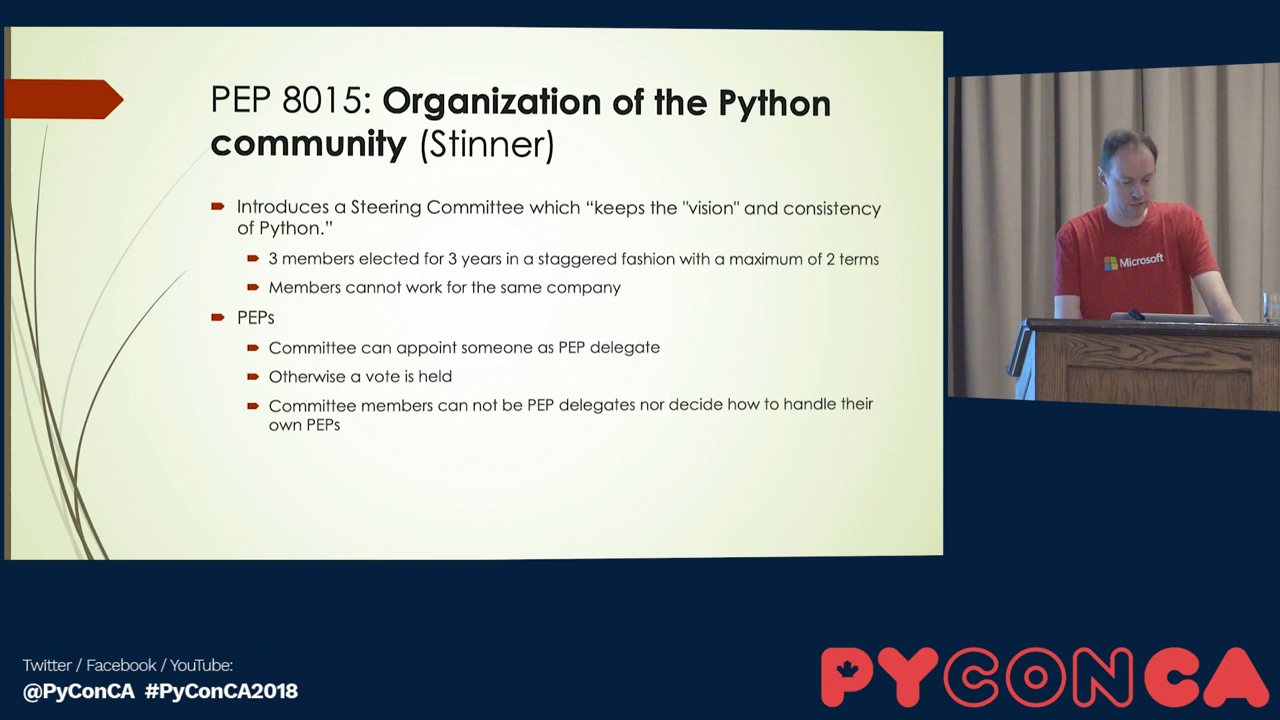 PEP 8015: Organization of the Python
community (Stinner)
Introduces a Steering Committee which “keeps the "vision" and consistency
of Python.”
3 members elected for 3 years in a staggered fashion with a maximum of 2 terms
Members cannot work for the same company
PEPs
Committee can appoint someone as PEP delegate
Otherwise a vote is held
Committee members can not be PEP delegates nor decide how to handle their
own PEPs
Microsoft
Twitter / Facebook / YouTube:
@PyConCA #PyConCA2018
PYCONCA